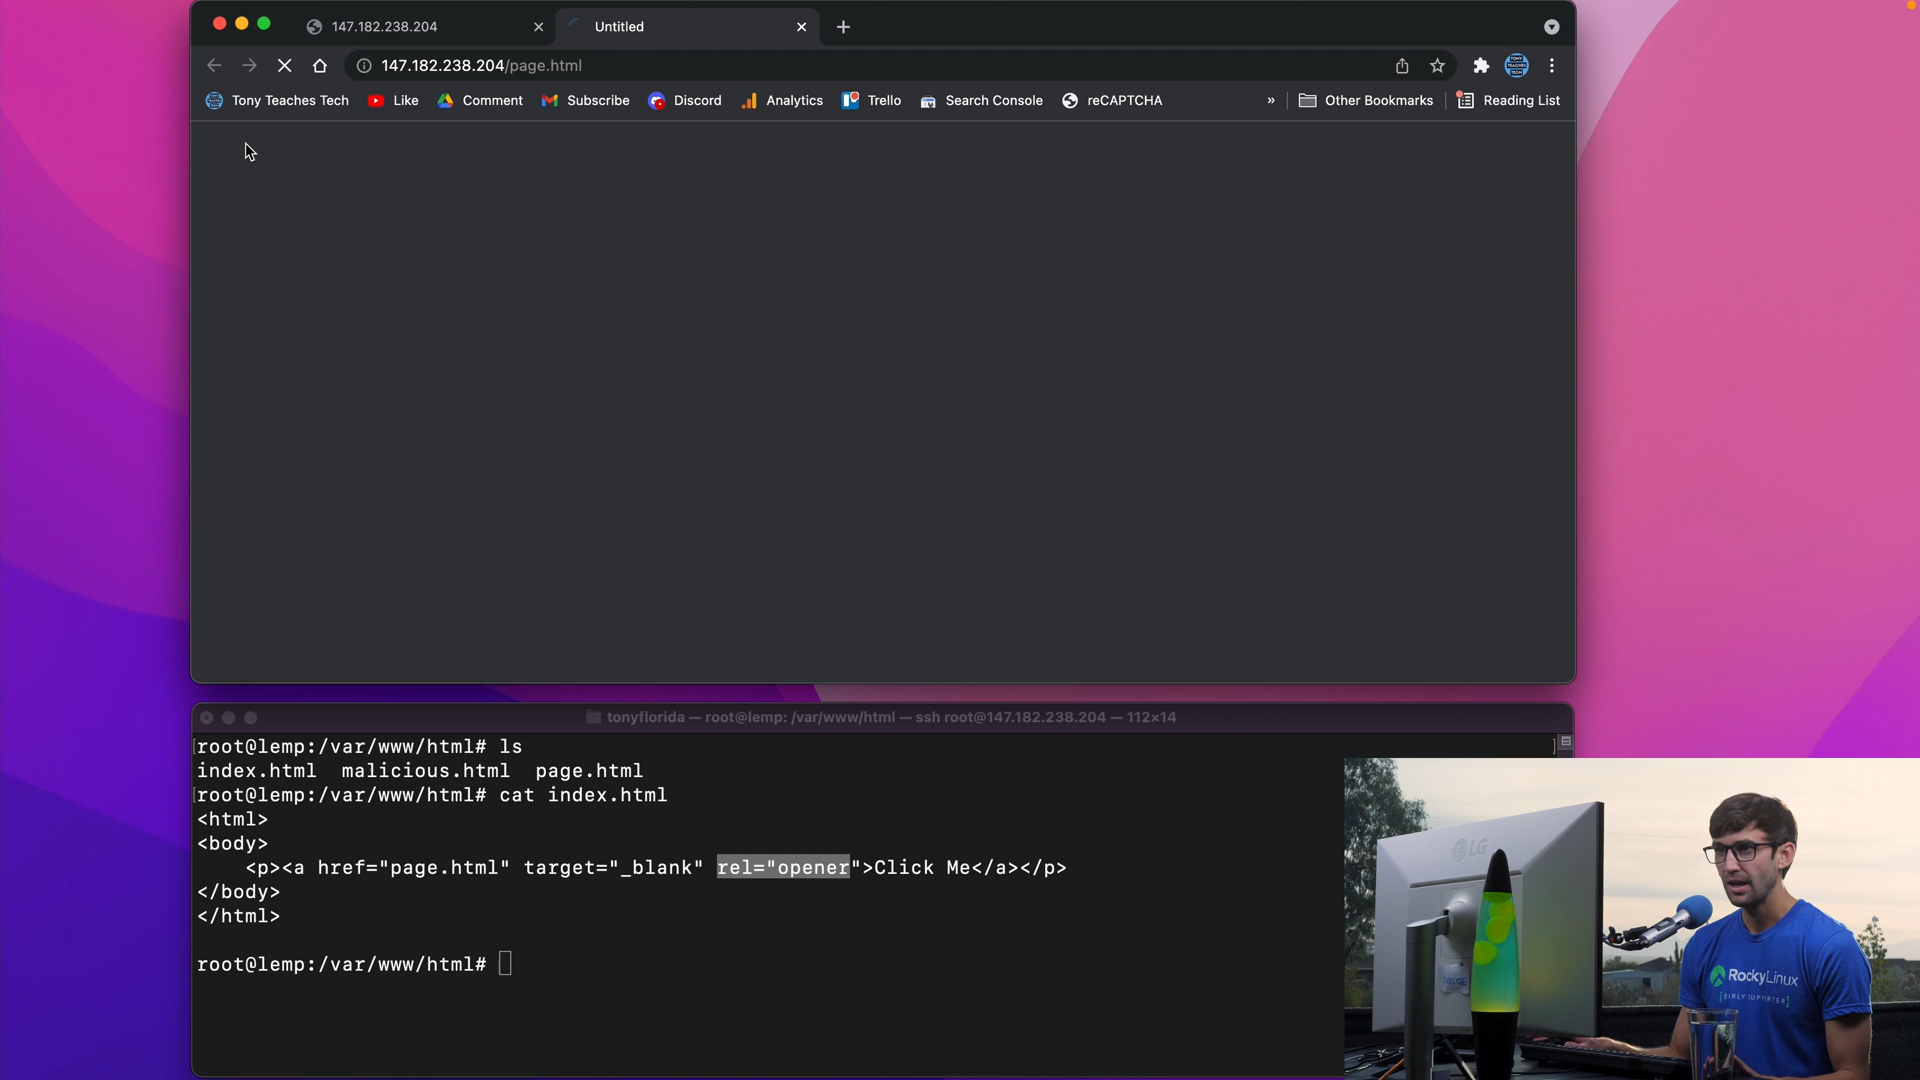 147.182.238.204
Untitled
147.182.238.204/page.html
Tony Teaches Tech Like Comment Subscribe Discord Analytics Trello Search Console reCAPTCHA » Other Bookmarks Reading List
tonyflorida — root@lemp: /var/www/html — ssh root@147.182.238.204 — 112×14
[root@lemp:/var/www/html# ls ]
index.html malicious.html page.html
[root@lemp:/var/www/html# cat index.html
<html>
<body>
<p><a href="page.html" target="_blank" rel="opener">Click Me</a></p>
</body>
</html>
root@lemp:/var/www/html#
LG
RockyLinux
[EARLY SUPPORTER]